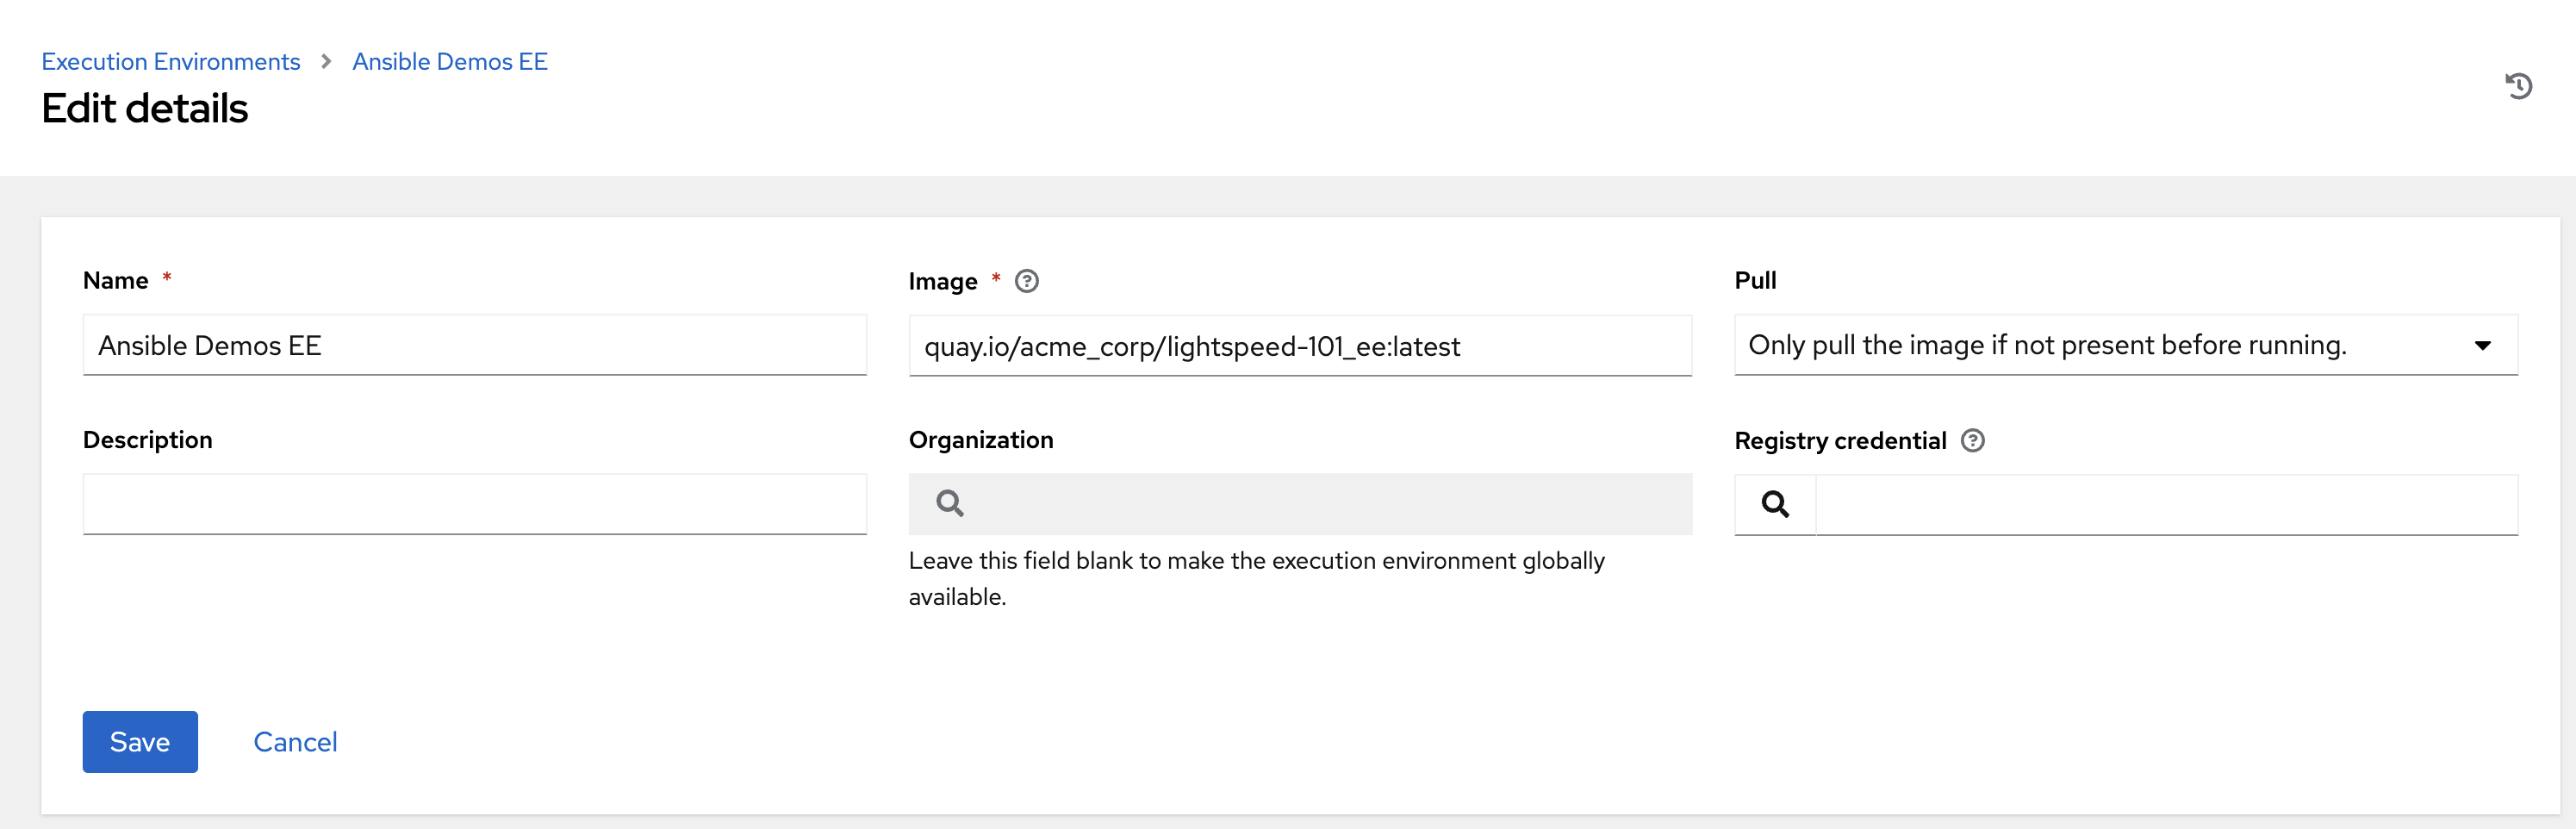 Execution Environments > Ansible Demos EE
Edit details
Name *
Image *
Pull
Ansible Demos EE
quay.io/acme_corp/lightspeed-101_ee:latest
Only pull the image if not present before running.
Description
Organization
Registry credential
Leave this field blank to make the execution environment globally
available.
Save
Cancel